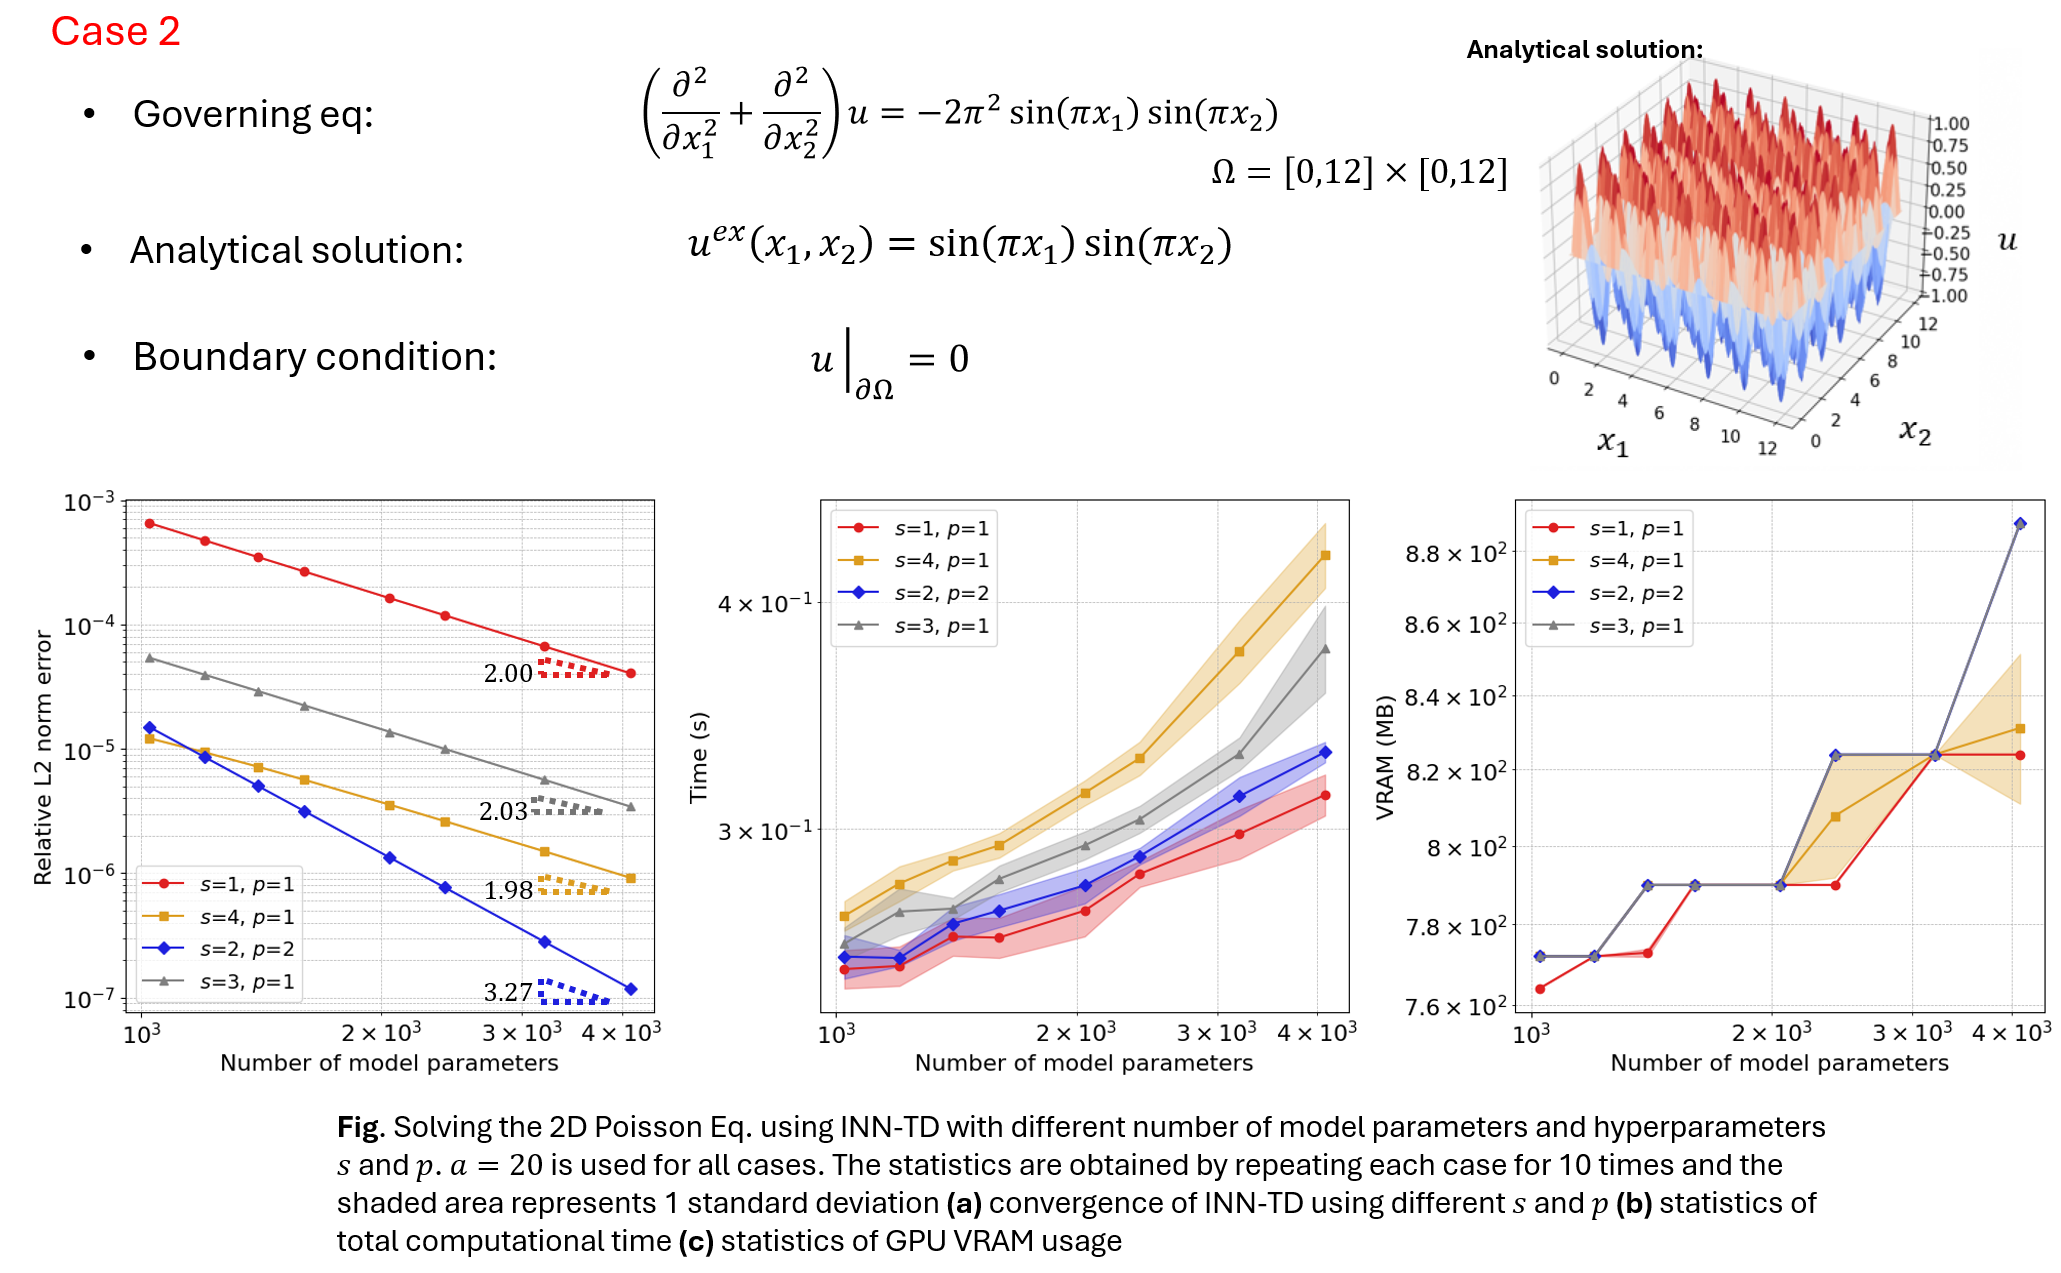 Case 2
Analytical solution:
• Governing eq:
(∂²/∂x₁² + ∂²/∂x₂²) u = −2π² sin(πx₁) sin(πx₂)
Ω = [0,12] × [0,12]
• Analytical solution:
uᵉˣ(x₁, x₂) = sin(πx₁) sin(πx₂)
• Boundary condition:
u|∂Ω = 0
1.00
0.75
0.50
0.25
0.00
−0.25
−0.50
−0.75
−1.00
u
0 2 4 6 8 10 12
x₁
0 2 4 6 8 10 12
x₂
Relative L2 norm error
10⁻³
10⁻⁴
10⁻⁵
10⁻⁶
10⁻⁷
2.00
2.03
1.98
3.27
s=1, p=1
s=4, p=1
s=2, p=2
s=3, p=1
10³ 2 × 10³ 3 × 10³ 4 × 10³
Number of model parameters
Time (s)
4 × 10⁻¹
3 × 10⁻¹
s=1, p=1
s=4, p=1
s=2, p=2
s=3, p=1
10³ 2 × 10³ 3 × 10³ 4 × 10³
Number of model parameters
VRAM (MB)
8.8 × 10²
8.6 × 10²
8.4 × 10²
8.2 × 10²
8 × 10²
7.8 × 10²
7.6 × 10²
s=1, p=1
s=4, p=1
s=2, p=2
s=3, p=1
10³ 2 × 10³ 3 × 10³ 4 × 10³
Number of model parameters
Fig. Solving the 2D Poisson Eq. using INN-TD with different number of model parameters and hyperparameters
s and p. a = 20 is used for all cases. The statistics are obtained by repeating each case for 10 times and the
shaded area represents 1 standard deviation (a) convergence of INN-TD using different s and p (b) statistics of
total computational time (c) statistics of GPU VRAM usage